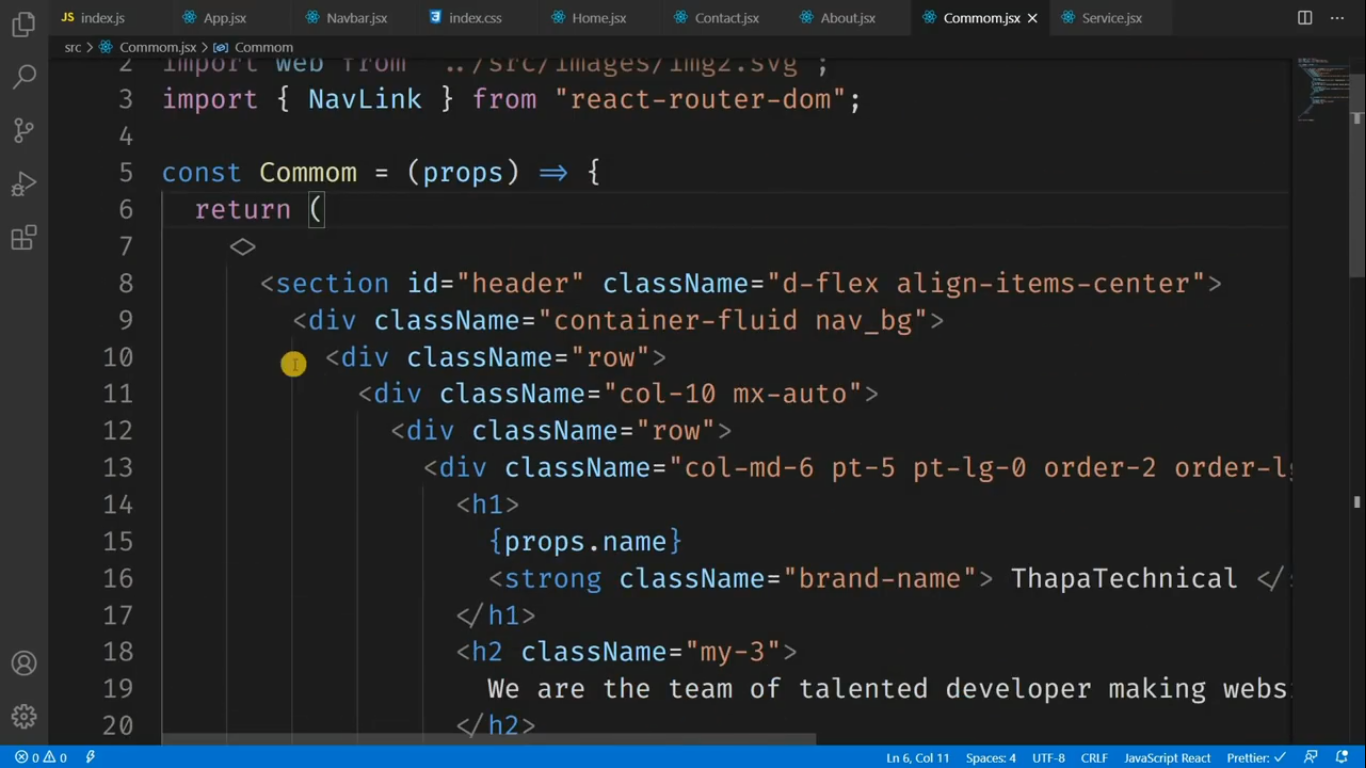 index.js App.jsx Navbar.jsx index.css Home.jsx Contact.jsx About.jsx Commom.jsx Service.jsx
src > Commom.jsx > Commom
2 import web from "../src/images/img2.svg";
3 import { NavLink } from "react-router-dom";
4
5 const Commom = (props) => {
6 return (
7 <>
8 <section id="header" className="d-flex align-items-center">
9 <div className="container-fluid nav_bg">
10 <div className="row">
11 <div className="col-10 mx-auto">
12 <div className="row">
13 <div className="col-md-6 pt-5 pt-lg-0 order-2 order-lg
14 <h1>
15 {props.name}
16 <strong className="brand-name"> ThapaTechnical </
17 </h1>
18 <h2 className="my-3">
19 We are the team of talented developer making webs
20 </h2>
0 0 Ln 6, Col 11 Spaces: 4 UTF-8 CRLF JavaScript React Prettier: ✓